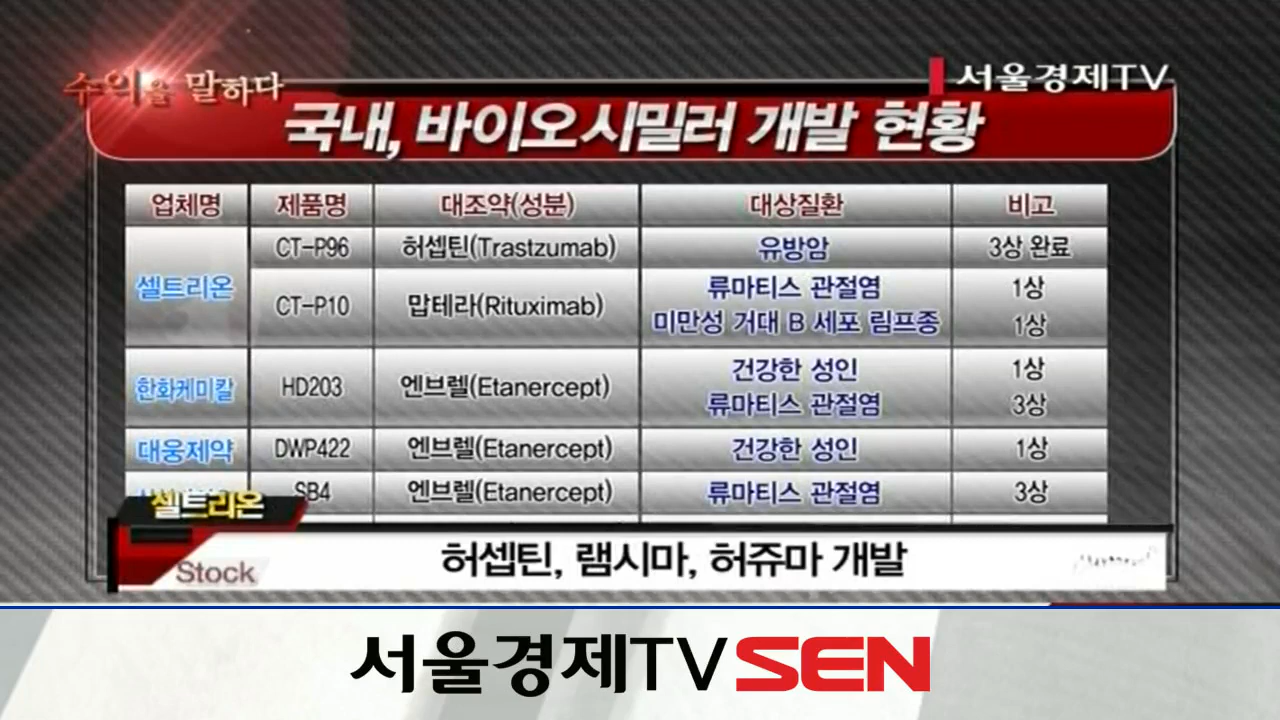 수익을 말하다
서울경제TV
국내, 바이오시밀러 개발 현황
업체명 제품명 대조약(성분) 대상질환 비고
셀트리온 CT-P96 허셉틴(Trastzumab) 유방암 3상 완료
CT-P10 맙테라(Rituximab) 류마티스 관절염 1상
미만성 거대 B 세포 림프종 1상
한화케미칼 HD203 엔브렐(Etanercept) 건강한 성인 1상
류마티스 관절염 3상
대웅제약 DWP422 엔브렐(Etanercept) 건강한 성인 1상
SB4 엔브렐(Etanercept) 류마티스 관절염 3상
셀트리온
허셉틴, 램시마, 허쥬마 개발
Stock
서울경제TV SEN